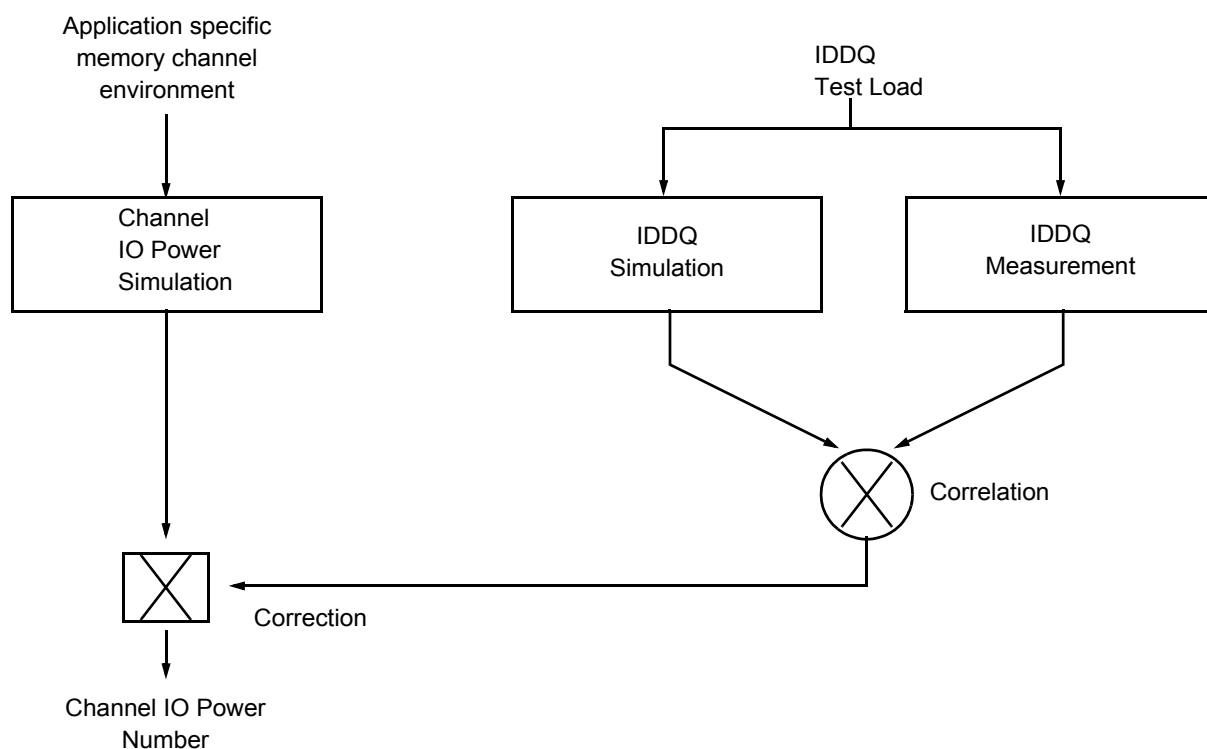 Application specific
memory channel
environment
IDDQ
Test Load
Channel
IO Power
Simulation
IDDQ
Simulation
IDDQ
Measurement
Correlation
Correction
Channel IO Power
Number